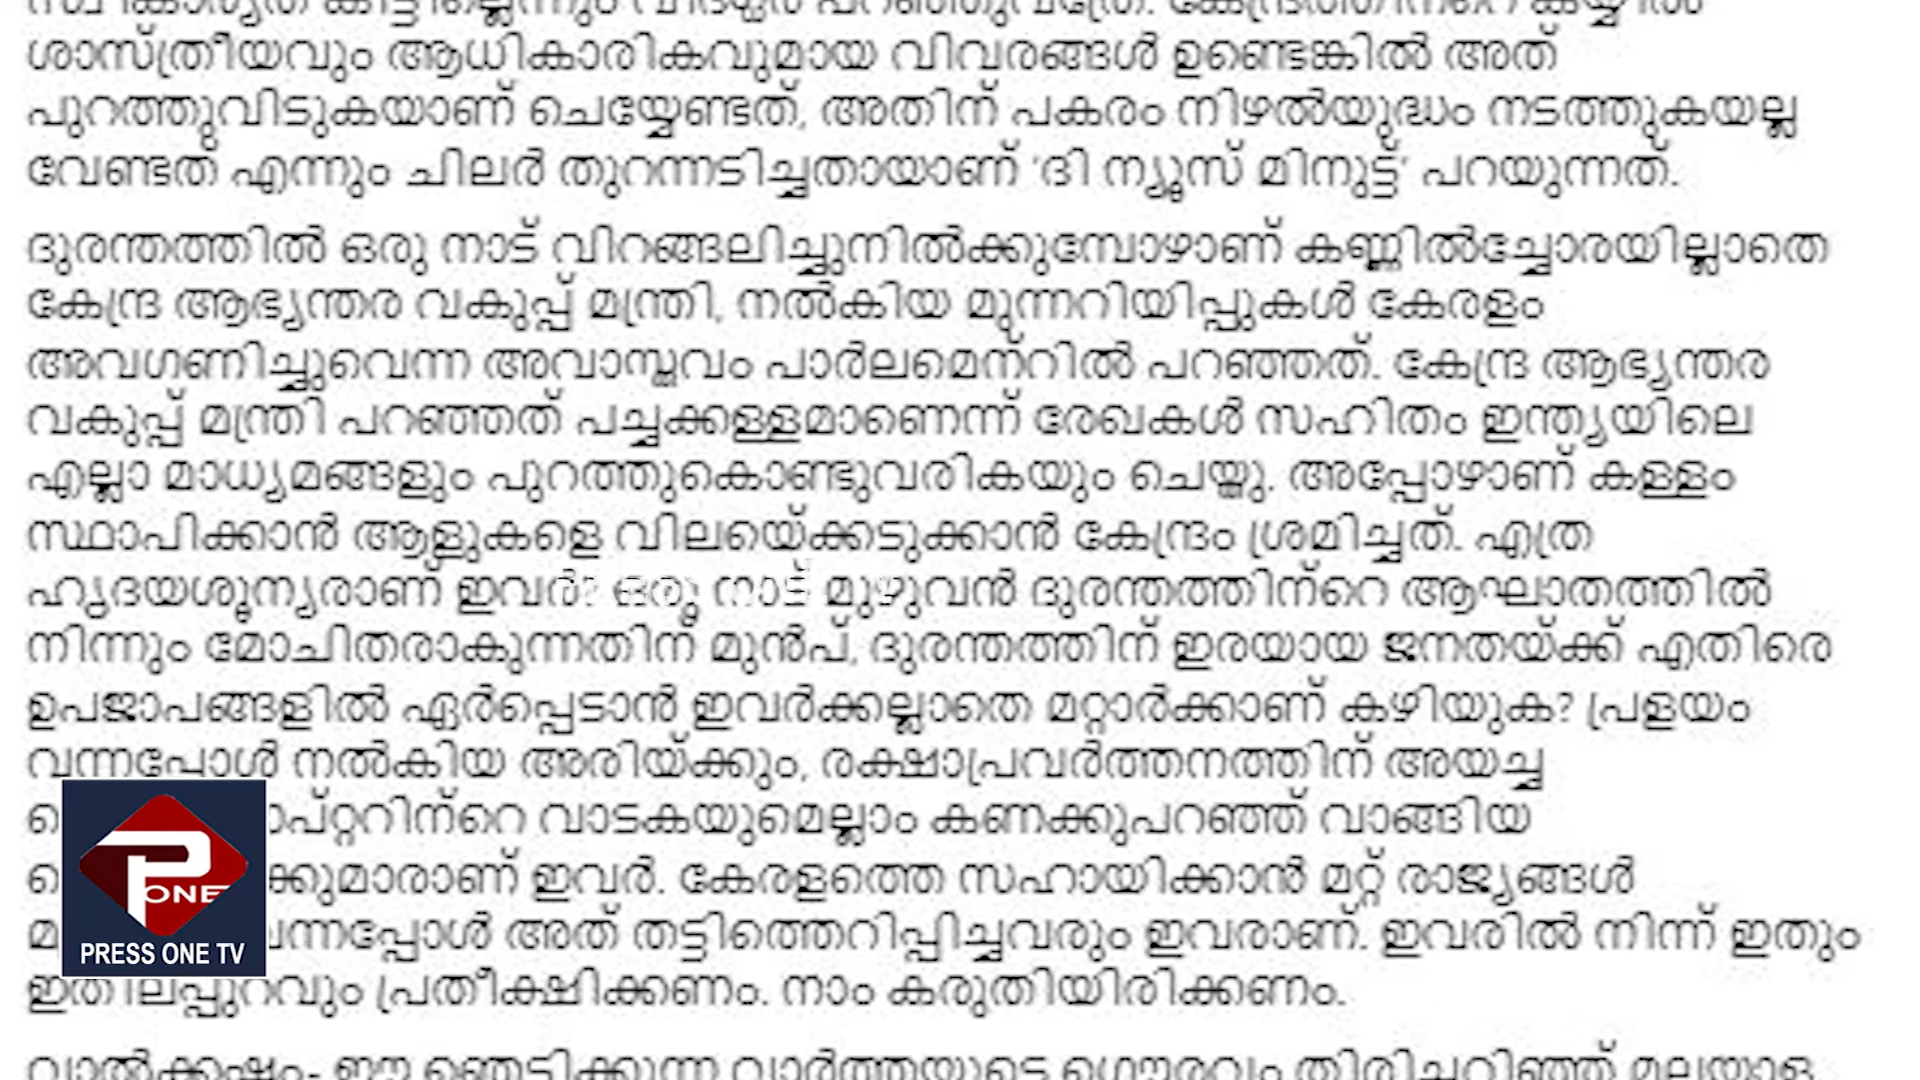 ശാസ്ത്രീയവും ആധികാരികവുമായ വിവരങ്ങൾ ഉണ്ടെങ്കിൽ അത്
പുറത്തുവിടുകയാണ് ചെയ്യേണ്ടത്, അതിന് പകരം നിഴൽയുദ്ധം നടത്തുകയല്ല
വേണ്ടത് എന്നും ചിലർ തുറന്നടിച്ചതായാണ് 'ദി ന്യൂസ് മിനുട്ട്' പറയുന്നത്.
ദുരന്തത്തിൽ ഒരു നാട് വിറങ്ങലിച്ചുനിൽക്കുമ്പോഴാണ് കണ്ണിൽച്ചോരയില്ലാതെ
കേന്ദ്ര ആഭ്യന്തര വകുപ്പ് മന്ത്രി, നൽകിയ മുന്നറിയിപ്പുകൾ കേരളം
അവഗണിച്ചുവെന്ന അവാസ്തവം പാർലമെന്റിൽ പറഞ്ഞത്. കേന്ദ്ര ആഭ്യന്തര
വകുപ്പ് മന്ത്രി പറഞ്ഞത് പച്ചക്കള്ളമാണെന്ന് രേഖകൾ സഹിതം ഇന്ത്യയിലെ
എല്ലാ മാധ്യമങ്ങളും പുറത്തുകൊണ്ടുവരികയും ചെയ്തു. അപ്പോഴാണ് കള്ളം
സ്ഥാപിക്കാൻ ആളുകളെ വിലയ്ക്കെടുക്കാൻ കേന്ദ്രം ശ്രമിച്ചത്. എത്ര
ഹൃദയശൂന്യരാണ് ഇവർ മുഴുവൻ ദുരന്തത്തിന്റെ ആഘാതത്തിൽ
നിന്നും മോചിതരാകുന്നതിന് മുൻപ്, ദുരന്തത്തിന് ഇരയായ ജനതയ്ക്ക് എതിരെ
ഉപജാപങ്ങളിൽ ഏർപ്പെടാൻ ഇവർക്കല്ലാതെ മറ്റാർക്കാണ് കഴിയുക? പ്രളയം
വന്നപ്പോൾ നൽകിയ അരിയ്ക്കും, രക്ഷാപ്രവർത്തനത്തിന് അയച്ച
വാടകയുമെല്ലാം കണക്കുപറഞ്ഞ് വാങ്ങിയ
ഇവർ. കേരളത്തെ സഹായിക്കാൻ മറ്റ് രാജ്യങ്ങൾ
അത് തട്ടിത്തെറിപ്പിച്ചവരും ഇവരാണ്. ഇവരിൽ നിന്ന് ഇതും
ഇതിലപ്പുറവും പ്രതീക്ഷിക്കണം. നാം കരുതിയിരിക്കണം.
P ONE
PRESS ONE TV